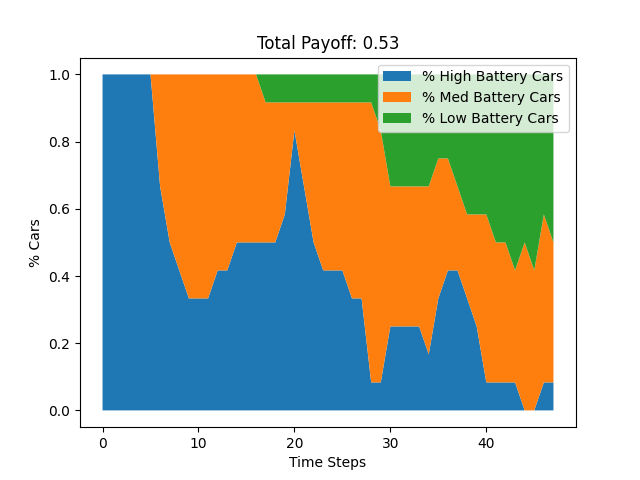 Total Payoff: 0.53
% High Battery Cars
% Med Battery Cars
% Low Battery Cars
1.0
0.8
0.6
0.4
0.2
0.0
% Cars
0
10
20
30
40
Time Steps